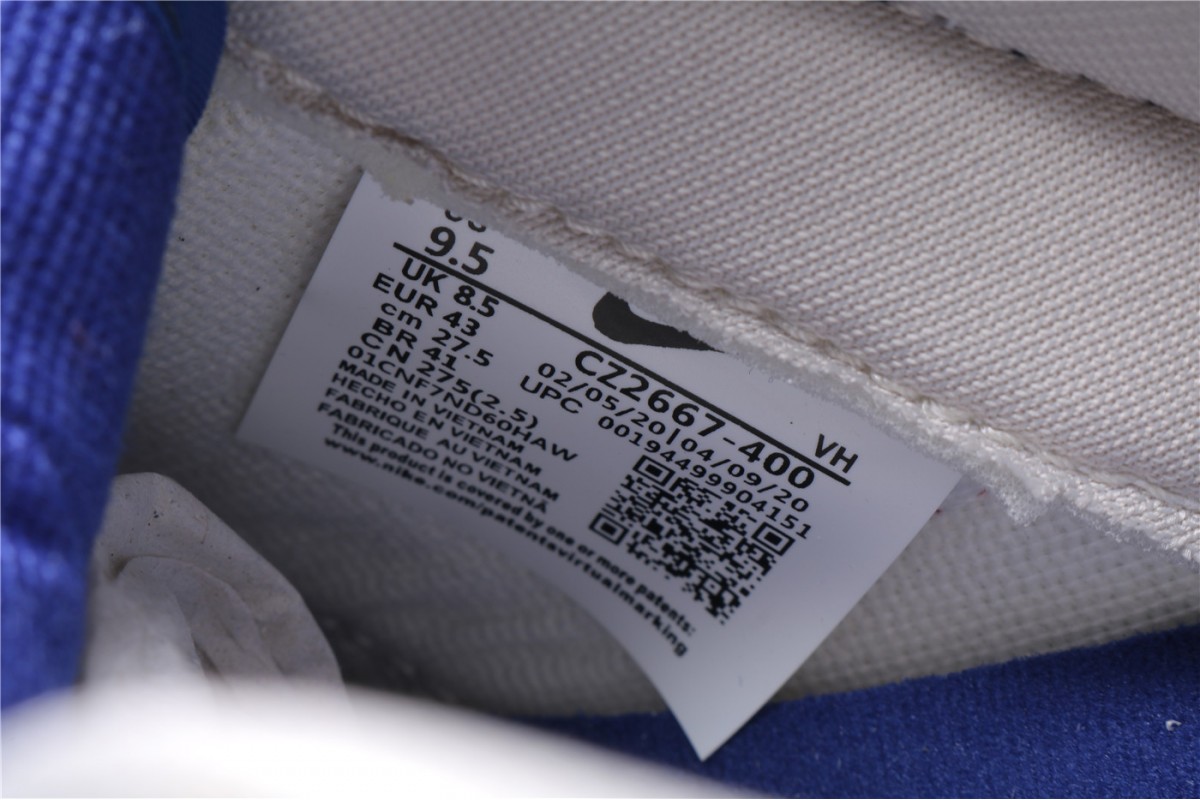 9.5
UK 8.5
EUR 43
cm 27.5
BR 41
CN 275(2.5)
01CNF7ND60HAW
MADE IN VIETNAM
HECHO EN VIETNAM
FABRIQUE AU VIETNAM
FABRICADO NO VIETNÃ
This product is covered by one or more patents:
www.nike.com/patentsvirtualmarking
VH
CZ2667-400
02/05/20|04/09/20
UPC 00194499904151